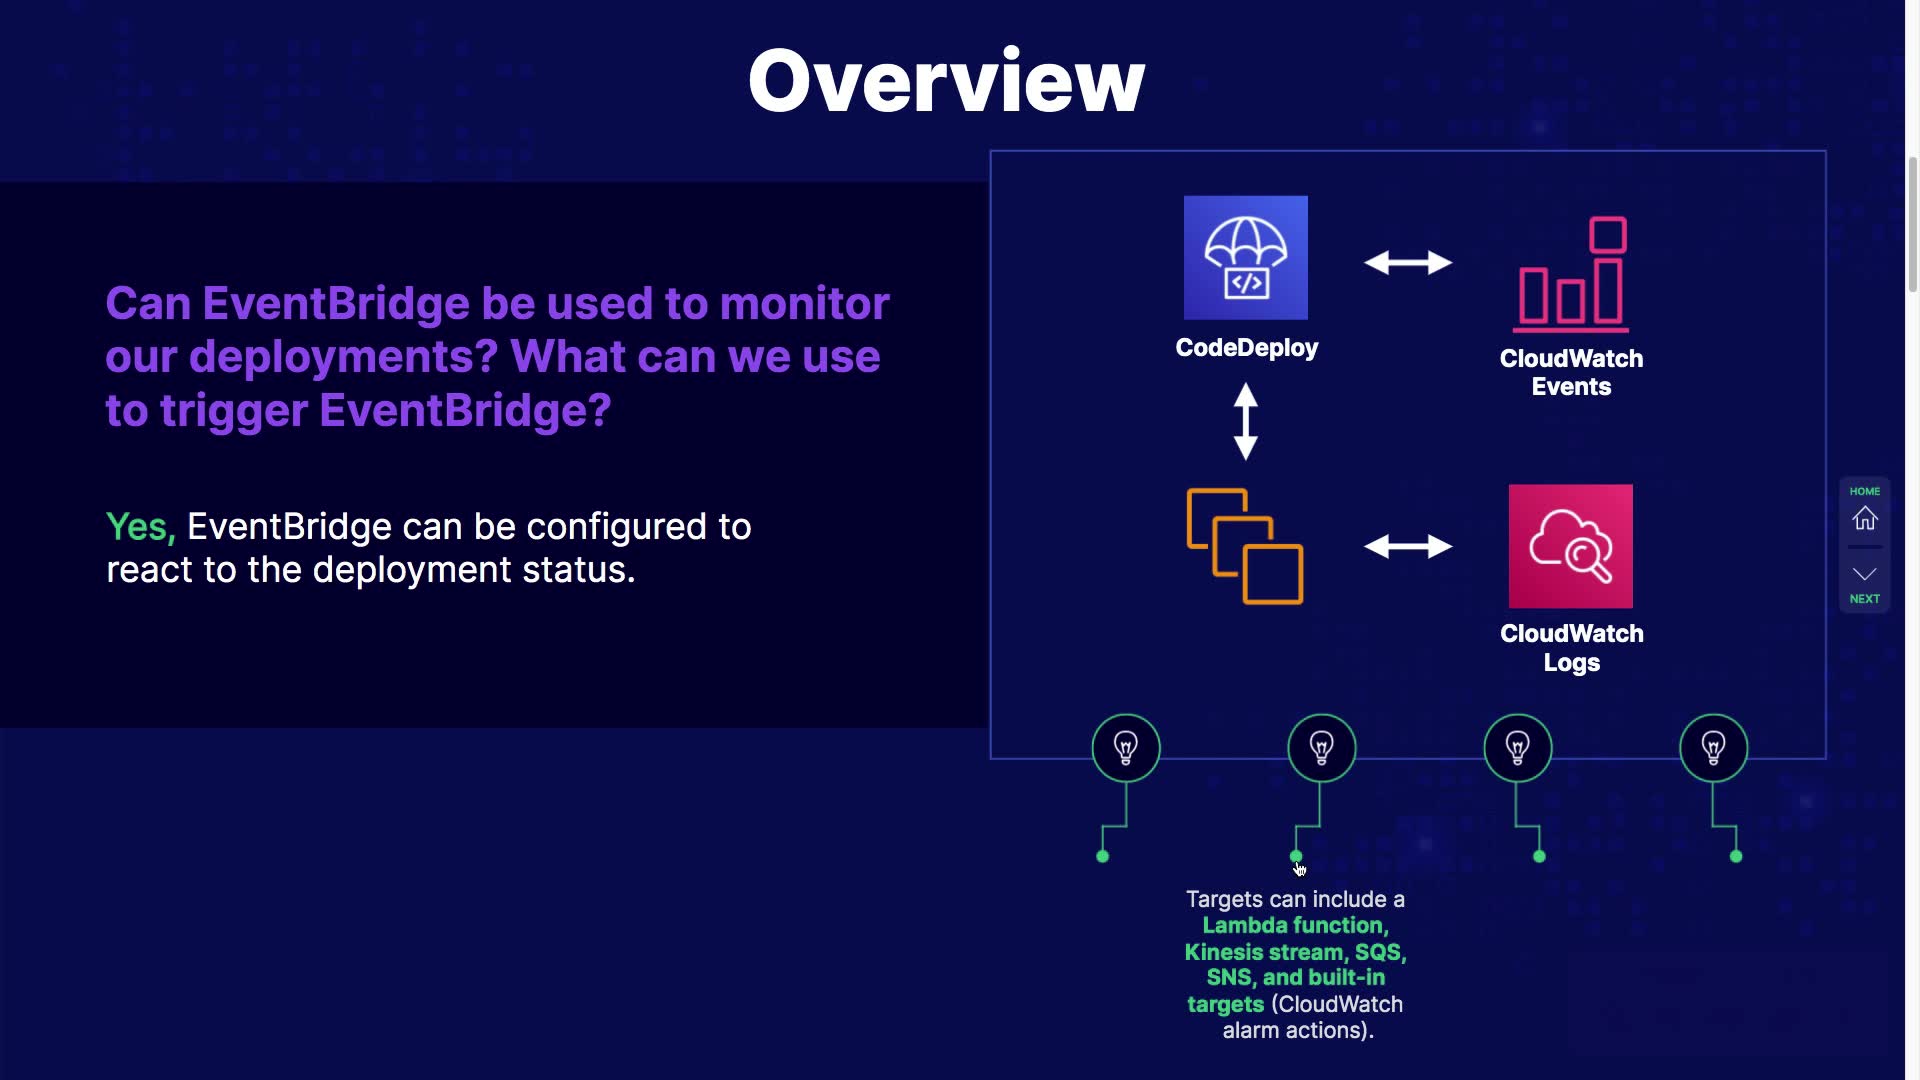 Overview
Can EventBridge be used to monitor
our deployments? What can we use
to trigger EventBridge?
Yes, EventBridge can be configured to
react to the deployment status.
</>
CodeDeploy
CloudWatch
Events
CloudWatch
Logs
HOME
NEXT
Targets can include a
Lambda function,
Kinesis stream, SQS,
SNS, and built-in
targets (CloudWatch
alarm actions).